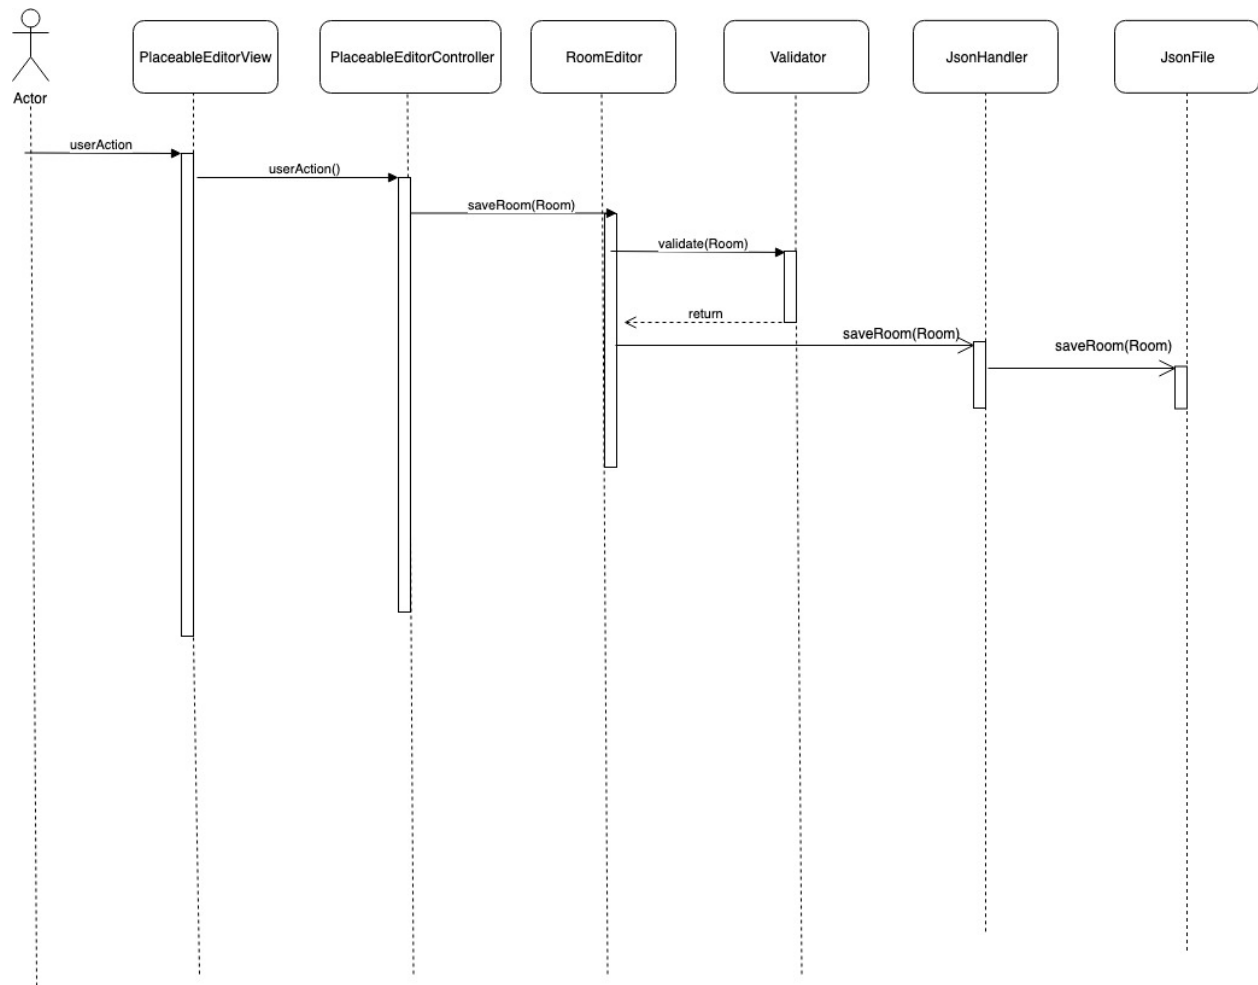 PlaceableEditorView
PlaceableEditorController
RoomEditor
Validator
JsonHandler
JsonFile
Actor
userAction
userAction()
saveRoom(Room)
validate(Room)
return
saveRoom(Room)
saveRoom(Room)